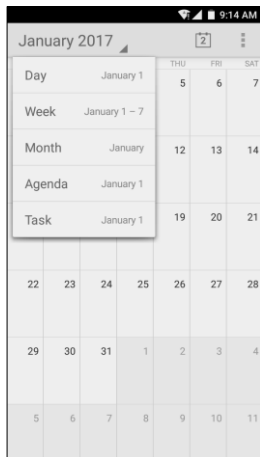 9:14 AM
January 2017 2
THU FRI SAT
Day January 1
5 6 7
Week January 1 – 7
Month January
12 13 14
Agenda January 1
Task January 1
19 20 21
22 23 24 25 26 27 28
29 30 31 1 2 3 4
5 6 7 8 9 10 11